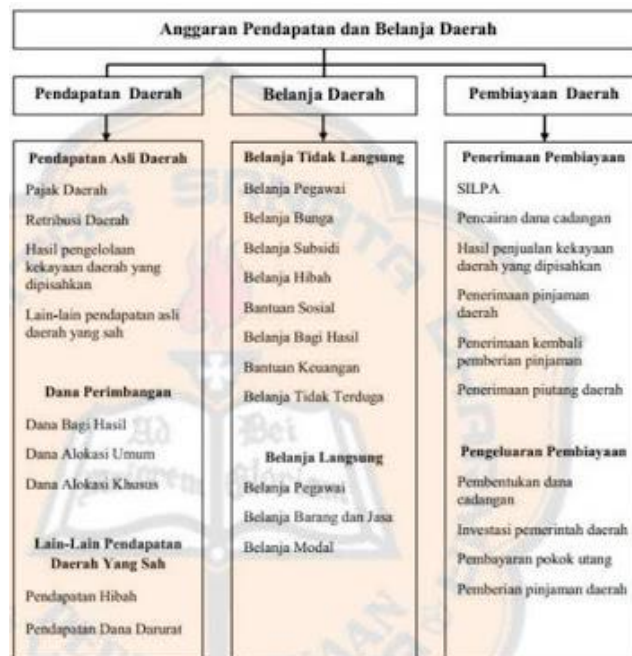 Anggaran Pendapatan dan Belanja Daerah
Pendapatan Daerah
Belanja Daerah
Pembiayaan Daerah
Pendapatan Asli Daerah
Pajak Daerah
Retribusi Daerah
Hasil pengelolaan
kekayaan daerah yang
dipisahkan
Lain-lain pendapatan asli
daerah yang sah
Dana Perimbangan
Dana Bagi Hasil
Dana Alokasi Umum
Dana Alokasi Khusus
Lain-Lain Pendapatan
Daerah Yang Sah
Pendapatan Hibah
Pendapatan Dana Darurat
Belanja Tidak Langsung
Belanja Pegawai
Belanja Bunga
Belanja Subsidi
Belanja Hibah
Bantuan Sosial
Belanja Bagi Hasil
Bantuan Keuangan
Belanja Tidak Terduga
Belanja Langsung
Belanja Pegawai
Belanja Barang dan Jasa
Belanja Modal
Penerimaan Pembiayaan
SILPA
Pencairan dana cadangan
Hasil penjualan kekayaan
daerah yang dipisahkan
Penerimaan pinjaman
daerah
Penerimaan kembali
pemberian pinjaman
Penerimaan piutang daerah
Pengeluaran Pembiayaan
Pembentukan dana
cadangan
Investasi pemerintah daerah
Pembayaran pokok utang
Pemberian pinjaman daerah
Ad
Dei
Gloriam
SANATA